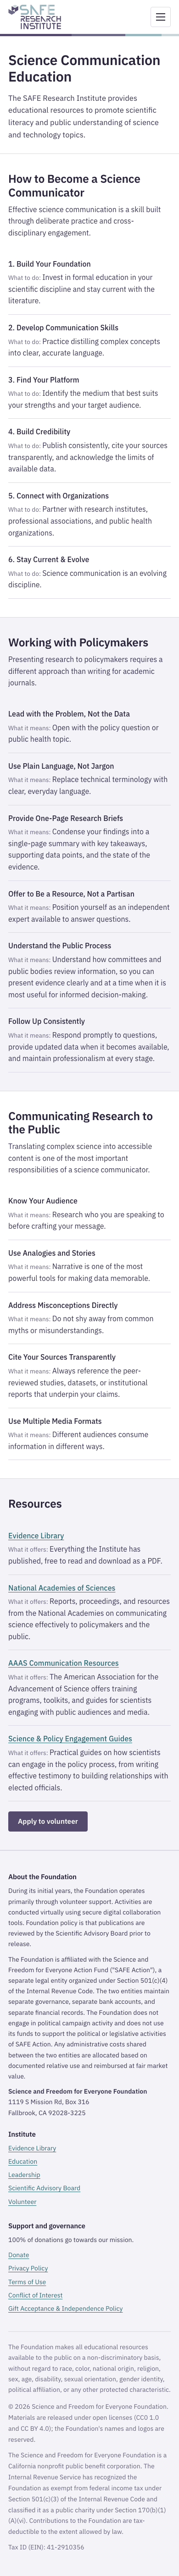 SAFE
RESEARCH
INSTITUTE
Science Communication
Education
The SAFE Research Institute provides
educational resources to promote scientific
literacy and public understanding of science
and technology topics.
How to Become a Science
Communicator
Effective science communication is a skill built
through deliberate practice and cross-
disciplinary engagement.
1. Build Your Foundation
What to do: Invest in formal education in your
scientific discipline and stay current with the
literature.
2. Develop Communication Skills
What to do: Practice distilling complex concepts
into clear, accurate language.
3. Find Your Platform
What to do: Identify the medium that best suits
your strengths and your target audience.
4. Build Credibility
What to do: Publish consistently, cite your sources
transparently, and acknowledge the limits of
available data.
5. Connect with Organizations
What to do: Partner with research institutes,
professional associations, and public health
organizations.
6. Stay Current & Evolve
What to do: Science communication is an evolving
discipline.
Working with Policymakers
Presenting research to policymakers requires a
different approach than writing for academic
journals.
Lead with the Problem, Not the Data
What it means: Open with the policy question or
public health topic.
Use Plain Language, Not Jargon
What it means: Replace technical terminology with
clear, everyday language.
Provide One-Page Research Briefs
What it means: Condense your findings into a
single-page summary with key takeaways,
supporting data points, and the state of the
evidence.
Offer to Be a Resource, Not a Partisan
What it means: Position yourself as an independent
expert available to answer questions.
Understand the Public Process
What it means: Understand how committees and
public bodies review information, so you can
present evidence clearly and at a time when it is
most useful for informed decision-making.
Follow Up Consistently
What it means: Respond promptly to questions,
provide updated data when it becomes available,
and maintain professionalism at every stage.
Communicating Research to
the Public
Translating complex science into accessible
content is one of the most important
responsibilities of a science communicator.
Know Your Audience
What it means: Research who you are speaking to
before crafting your message.
Use Analogies and Stories
What it means: Narrative is one of the most
powerful tools for making data memorable.
Address Misconceptions Directly
What it means: Do not shy away from common
myths or misunderstandings.
Cite Your Sources Transparently
What it means: Always reference the peer-
reviewed studies, datasets, or institutional
reports that underpin your claims.
Use Multiple Media Formats
What it means: Different audiences consume
information in different ways.
Resources
Evidence Library
What it offers: Everything the Institute has
published, free to read and download as a PDF.
National Academies of Sciences
What it offers: Reports, proceedings, and resources
from the National Academies on communicating
science effectively to policymakers and the
public.
AAAS Communication Resources
What it offers: The American Association for the
Advancement of Science offers training
programs, toolkits, and guides for scientists
engaging with public audiences and media.
Science & Policy Engagement Guides
What it offers: Practical guides on how scientists
can engage in the policy process, from writing
effective testimony to building relationships with
elected officials.
Apply to volunteer
About the Foundation
During its initial years, the Foundation operates
primarily through volunteer support. Activities are
conducted virtually using secure digital collaboration
tools. Foundation policy is that publications are
reviewed by the Scientific Advisory Board prior to
release.
The Foundation is affiliated with the Science and
Freedom for Everyone Action Fund ("SAFE Action"), a
separate legal entity organized under Section 501(c)(4)
of the Internal Revenue Code. The two entities maintain
separate governance, separate bank accounts, and
separate financial records. The Foundation does not
engage in political campaign activity and does not use
its funds to support the political or legislative activities
of SAFE Action. Any administrative costs shared
between the two entities are allocated based on
documented relative use and reimbursed at fair market
value.
Science and Freedom for Everyone Foundation
1119 S Mission Rd, Box 316
Fallbrook, CA 92028-3225
Institute
Evidence Library
Education
Leadership
Scientific Advisory Board
Volunteer
Support and governance
100% of donations go towards our mission.
Donate
Privacy Policy
Terms of Use
Conflict of Interest
Gift Acceptance & Independence Policy
The Foundation makes all educational resources
available to the public on a non-discriminatory basis,
without regard to race, color, national origin, religion,
sex, age, disability, sexual orientation, gender identity,
political affiliation, or any other protected characteristic.
© 2026 Science and Freedom for Everyone Foundation.
Materials are released under open licenses (CC0 1.0
and CC BY 4.0); the Foundation's names and logos are
reserved.
The Science and Freedom for Everyone Foundation is a
California nonprofit public benefit corporation. The
Internal Revenue Service has recognized the
Foundation as exempt from federal income tax under
Section 501(c)(3) of the Internal Revenue Code and
classified it as a public charity under Section 170(b)(1)
(A)(vi). Contributions to the Foundation are tax-
deductible to the extent allowed by law.
Tax ID (EIN): 41-2910356